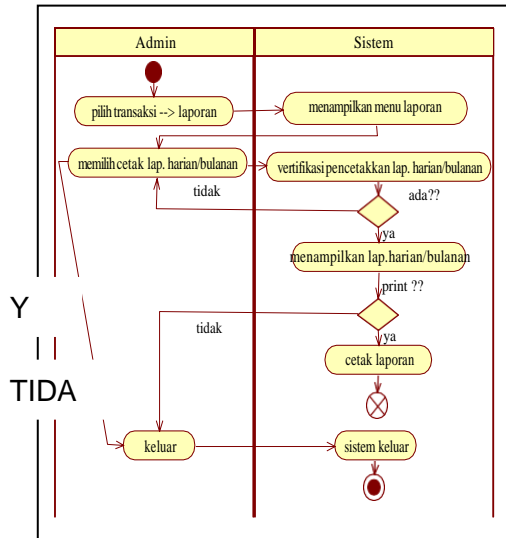 Admin
Sistem
pilih transaksi --> laporan
menampilkan menu laporan
memilih cetak lap. harian/bulanan
vertifikasi pencetakkan lap. harian/bulanan
tidak
ada??
ya
menampilkan lap.harian/bulanan
print ??
Y
tidak
ya
cetak laporan
TIDA
keluar
sistem keluar